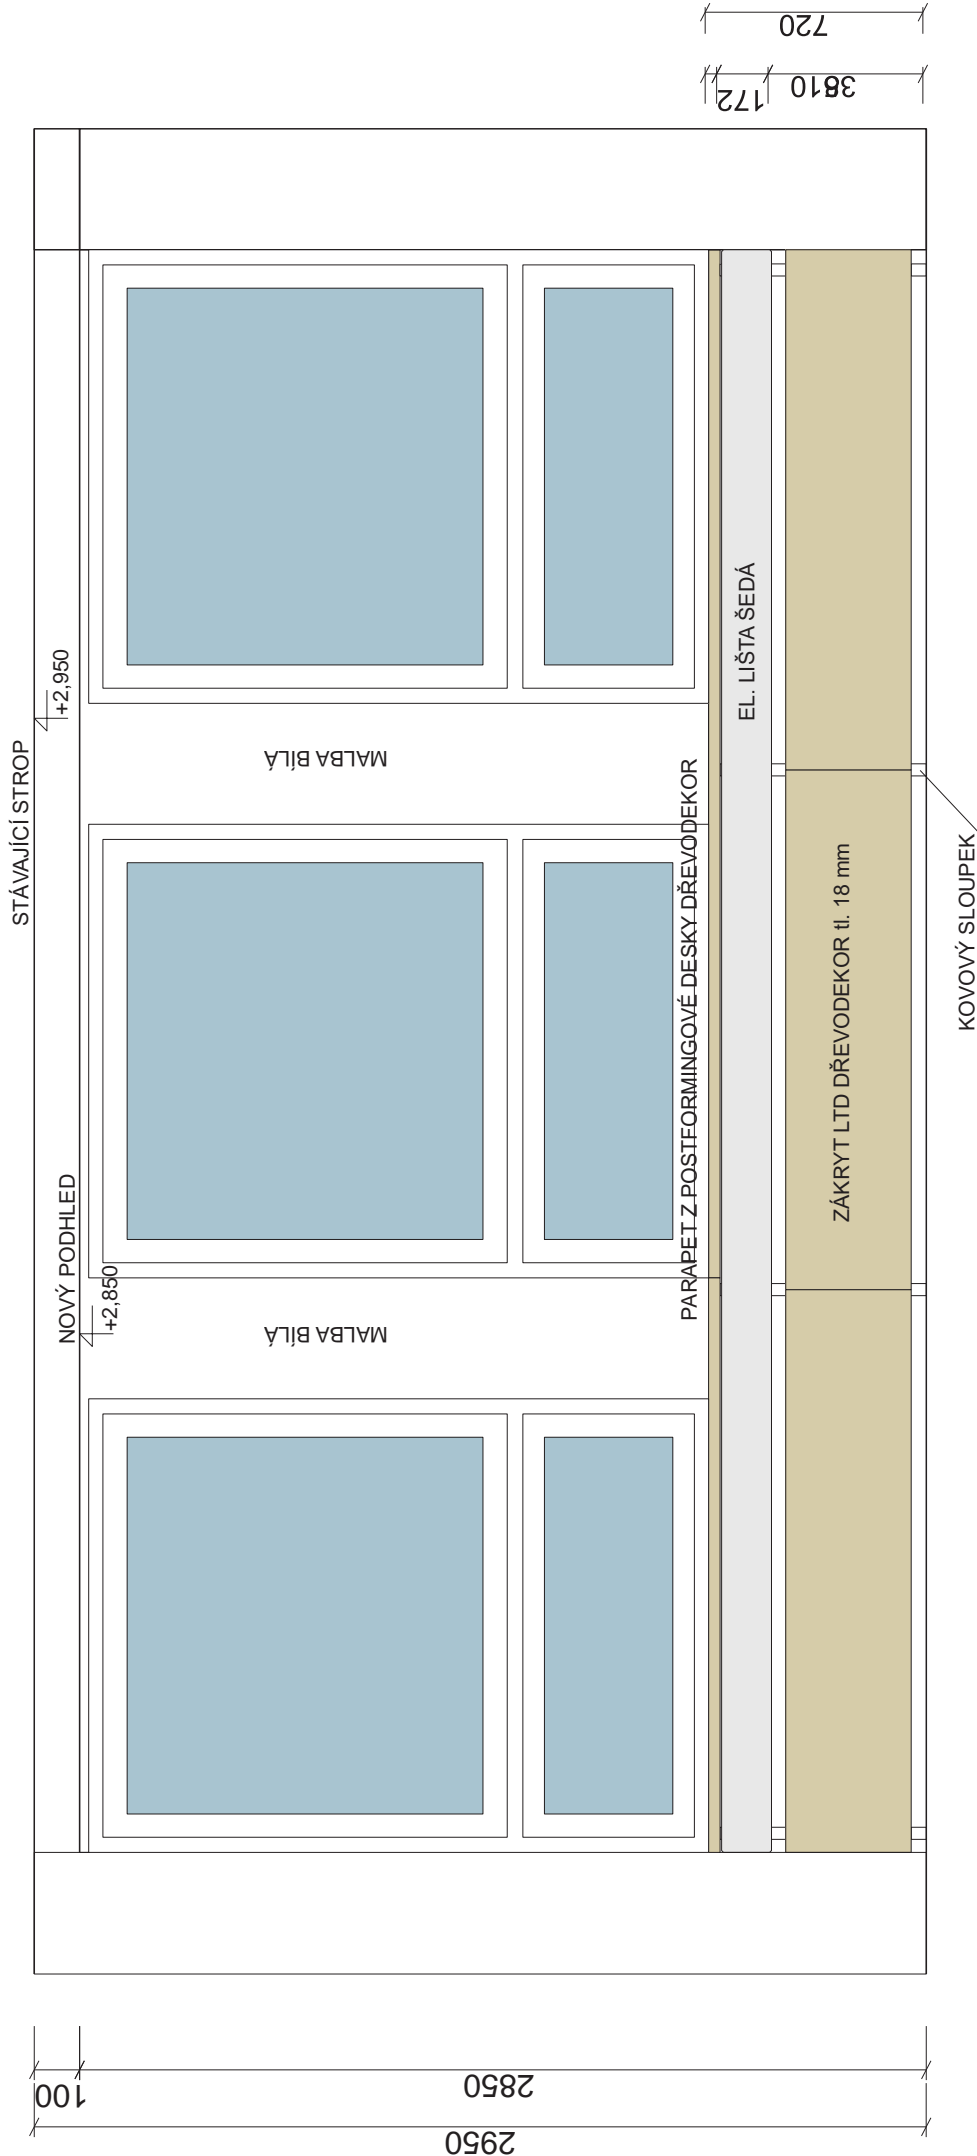 STÁVAJÍCÍ STROP
+2,950
NOVÝ PODHLED
+2,850
MALBA BÍLÁ
MALBA BÍLÁ
PARAPET Z POSTFORMINGOVÉ DESKY DŘEVODEKOR
EL. LIŠTA ŠEDÁ
ZÁKRYT LTD DŘEVODEKOR tl. 18 mm
KOVOVÝ SLOUPEK
100
2850
2950
172
720